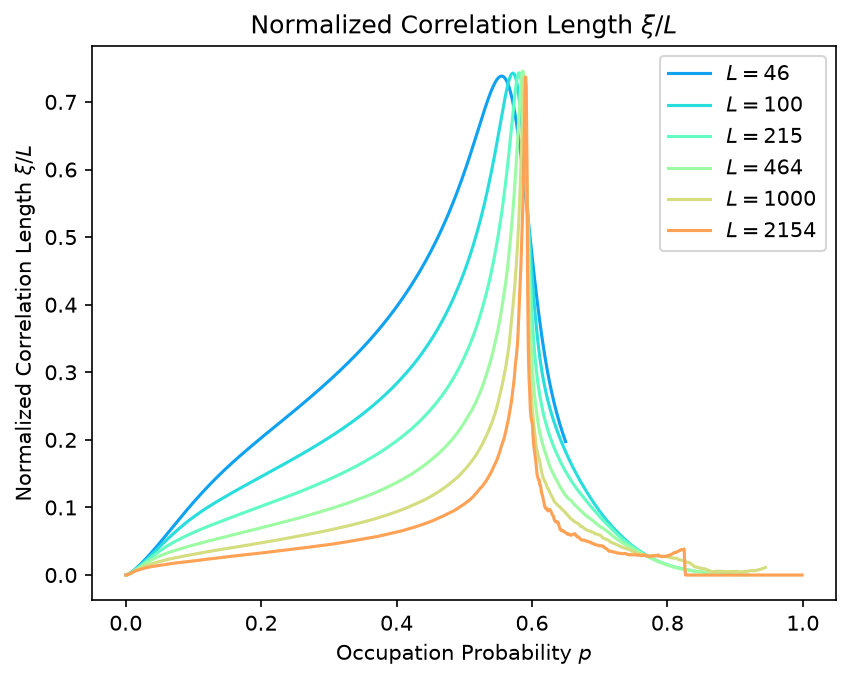 Normalized Correlation Length ξ/L
Normalized Correlation Length ξ/L
0.7
0.6
0.5
0.4
0.3
0.2
0.1
0.0
L = 46
L = 100
L = 215
L = 464
L = 1000
L = 2154
0.0 0.2 0.4 0.6 0.8 1.0
Occupation Probability p